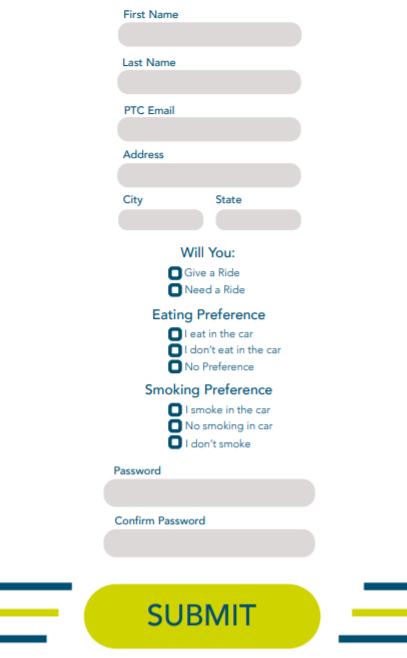 First Name
Last Name
PTC Email
Address
City State
Will You:
Give a Ride
Need a Ride
Eating Preference
I eat in the car
I don't eat in the car
No Preference
Smoking Preference
I smoke in the car
No smoking in car
I don't smoke
Password
Confirm Password
SUBMIT